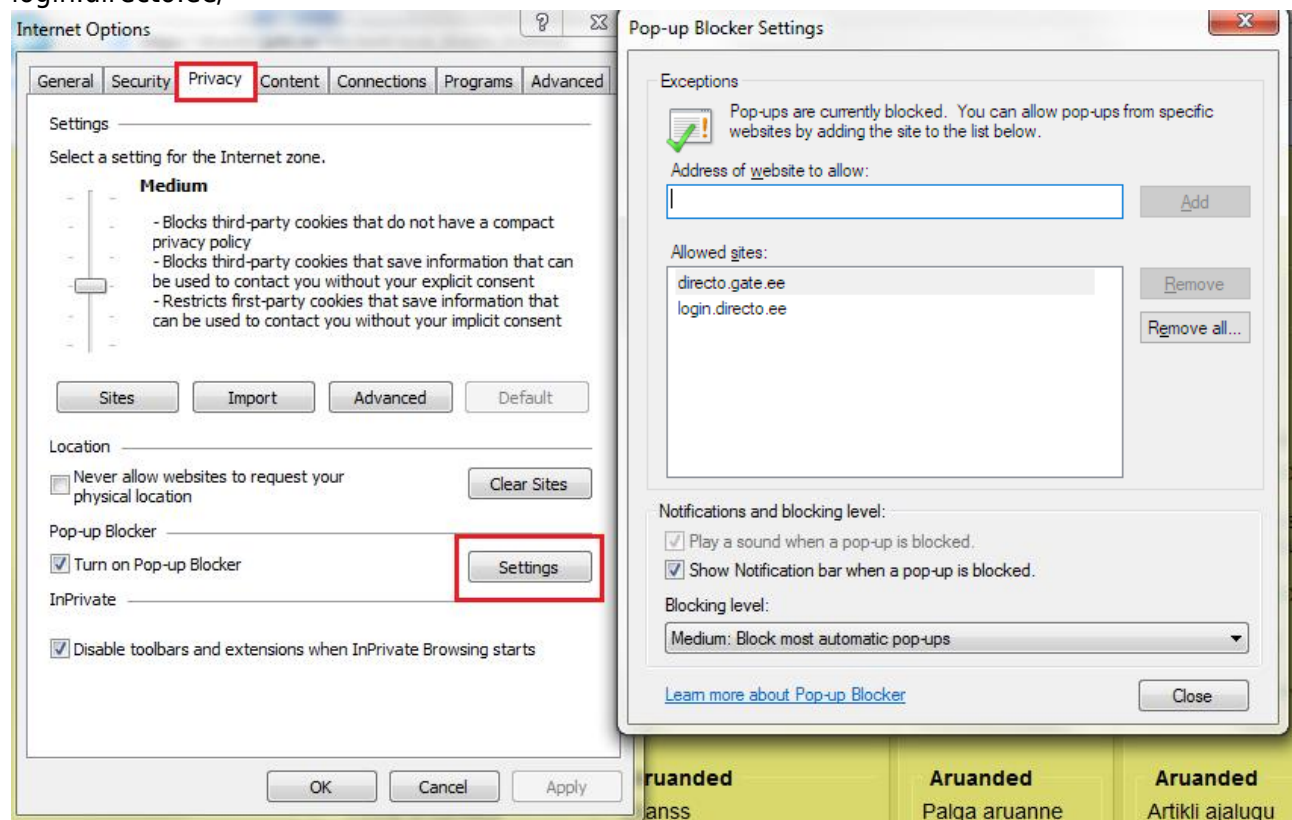 Internet Options
General Security Privacy Content Connections Programs Advanced
Settings
Select a setting for the Internet zone.
Medium
- Blocks third-party cookies that do not have a compact
privacy policy
- Blocks third-party cookies that save information that can
be used to contact you without your explicit consent
- Restricts first-party cookies that save information that
can be used to contact you without your implicit consent
Sites Import Advanced Default
Location
Never allow websites to request your
physical location
Clear Sites
Pop-up Blocker
Turn on Pop-up Blocker
Settings
InPrivate
Disable toolbars and extensions when InPrivate Browsing starts
OK Cancel Apply
Pop-up Blocker Settings
Exceptions
Pop-ups are currently blocked. You can allow pop-ups from specific
websites by adding the site to the list below.
Address of website to allow:
Add
Allowed sites:
directo.gate.ee
login.directo.ee
Remove
Remove all...
Notifications and blocking level:
Play a sound when a pop-up is blocked.
Show Notification bar when a pop-up is blocked.
Blocking level:
Medium: Block most automatic pop-ups
Learn more about Pop-up Blocker
Close
ruanded Aruanded Aruanded
anss Palga aruanne Artikli ajalugu